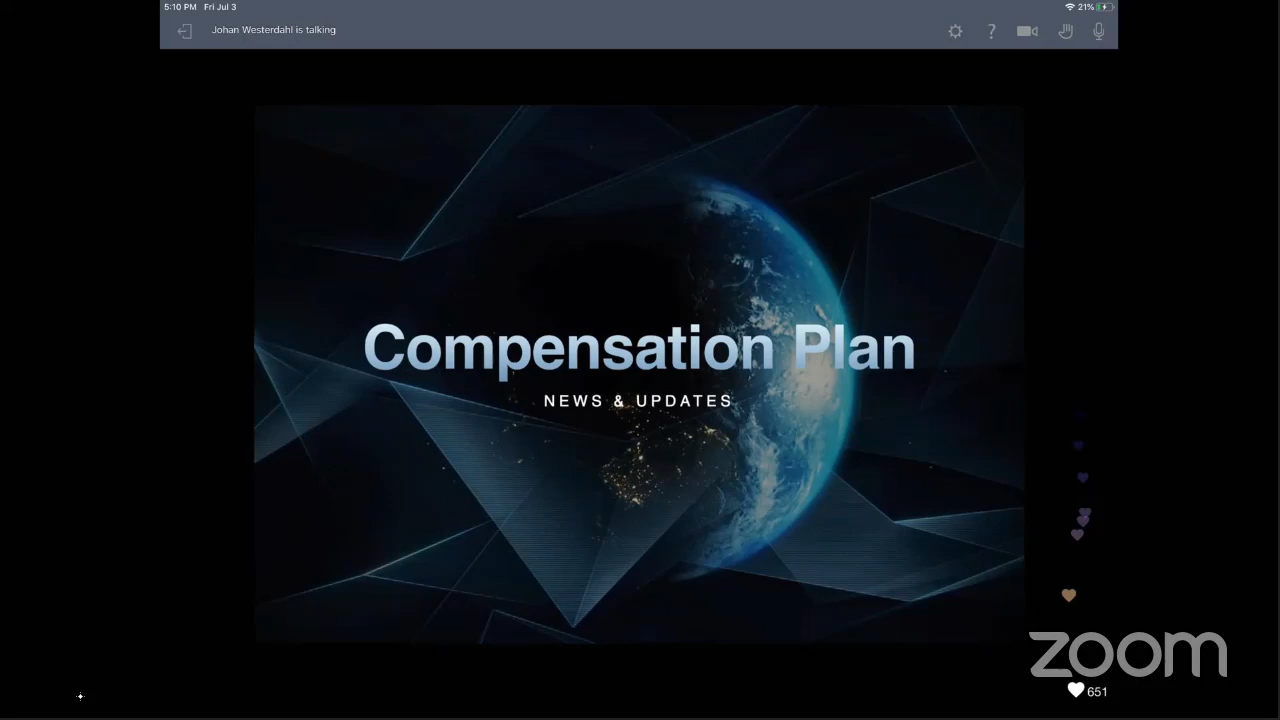 5:10 PM Fri Jul 3 21%
Johan Westerdahl is talking
?
Compensation Plan
NEWS & UPDATES
zoom
651